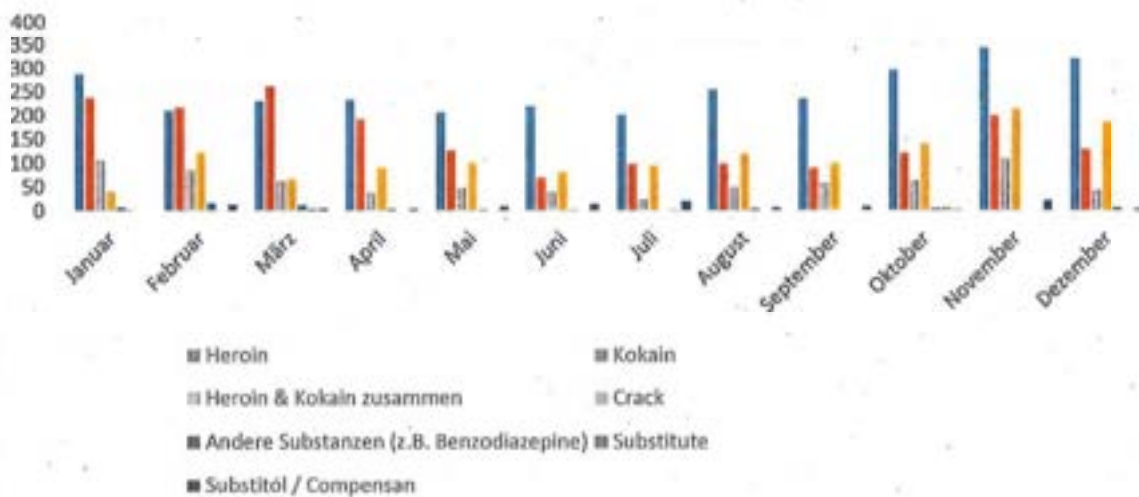 400
350
300
250
200
150
100
50
0
Januar
Februar
März
April
Mai
Juni
Juli
August
September
Oktober
November
Dezember
Heroin Kokain
Heroin & Kokain zusammen Crack
Andere Substanzen (z.B. Benzodiazepine) Substitute
Substitól / Compensan